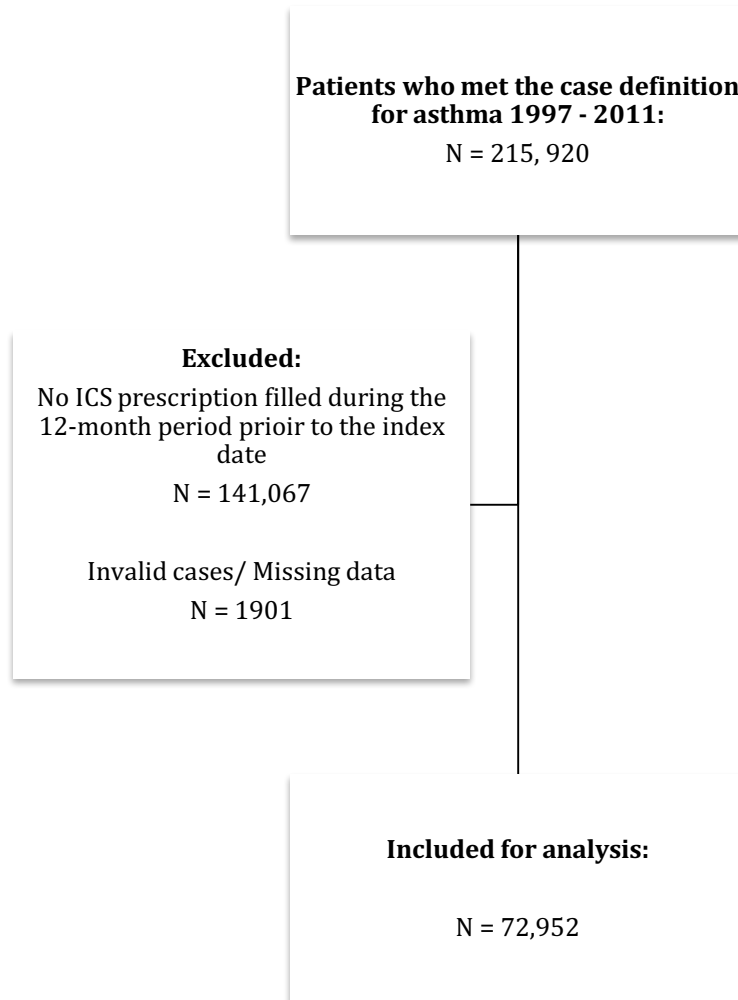 Patients who met the case definition
for asthma 1997 - 2011:
N = 215, 920
Excluded:
No ICS prescription filled during the
12-month period prioir to the index
date
N = 141,067
Invalid cases/ Missing data
N = 1901
Included for analysis:
N = 72,952